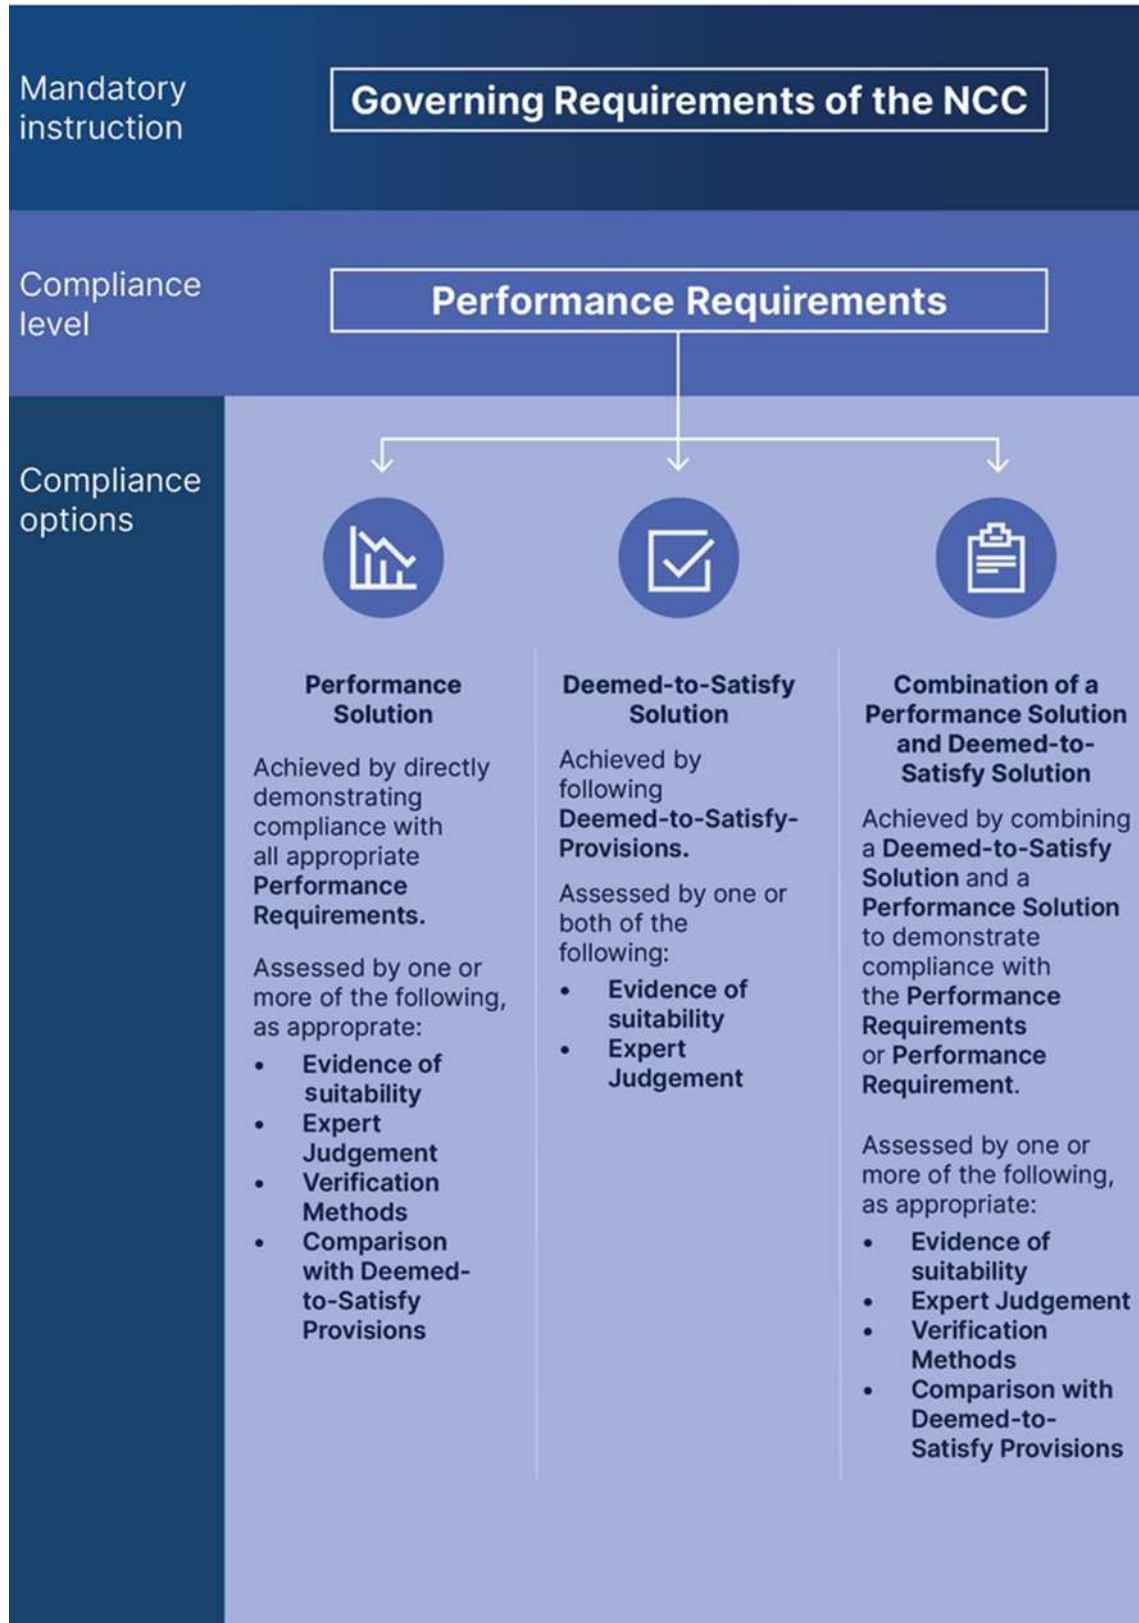 Mandatory
instruction
Governing Requirements of the NCC
Compliance
level
Performance Requirements
Compliance
options
Performance
Solution
Achieved by directly
demonstrating
compliance with
all appropriate
Performance
Requirements.
Assessed by one or
more of the following,
as approprate:
• Evidence of
suitability
• Expert
Judgement
• Verification
Methods
• Comparison
with Deemed-
to-Satisfy
Provisions
Deemed-to-Satisfy
Solution
Achieved by
following
Deemed-to-Satisfy-
Provisions.
Assessed by one or
both of the
following:
• Evidence of
suitability
• Expert
Judgement
Combination of a
Performance Solution
and Deemed-to-
Satisfy Solution
Achieved by combining
a Deemed-to-Satisfy
Solution and a
Performance Solution
to demonstrate
compliance with
the Performance
Requirements
or Performance
Requirement.
Assessed by one or
more of the following,
as appropriate:
• Evidence of
suitability
• Expert Judgement
• Verification
Methods
• Comparison with
Deemed-to-
Satisfy Provisions